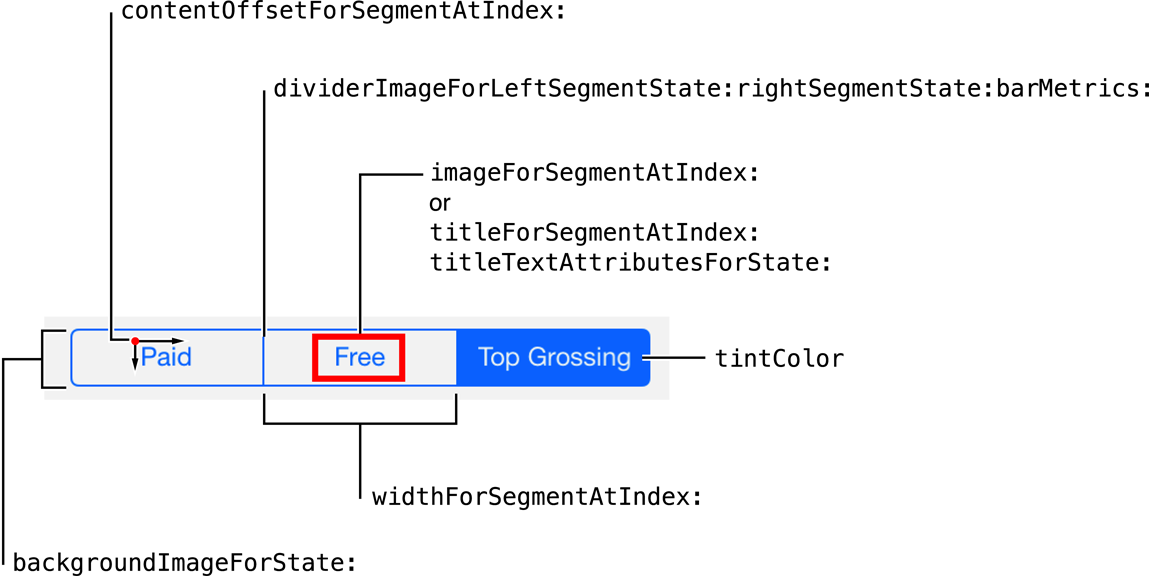 contentOffsetForSegmentAtIndex:
dividerImageForLeftSegmentState:rightSegmentState:barMetrics:
imageForSegmentAtIndex:
or
titleForSegmentAtIndex:
titleTextAttributesForState:
Paid
Free
Top Grossing
tintColor
widthForSegmentAtIndex:
backgroundImageForState: